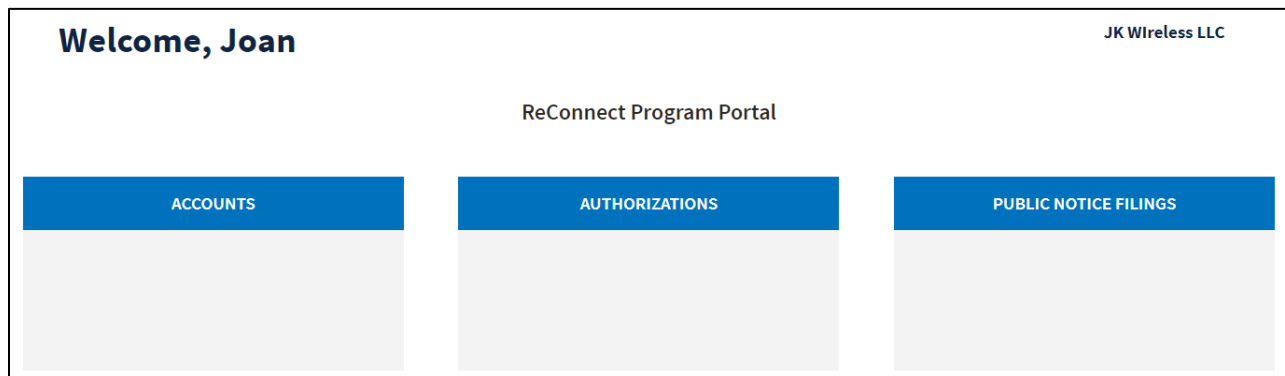 Welcome, Joan
JK WIreless LLC
ReConnect Program Portal
ACCOUNTS
AUTHORIZATIONS
PUBLIC NOTICE FILINGS